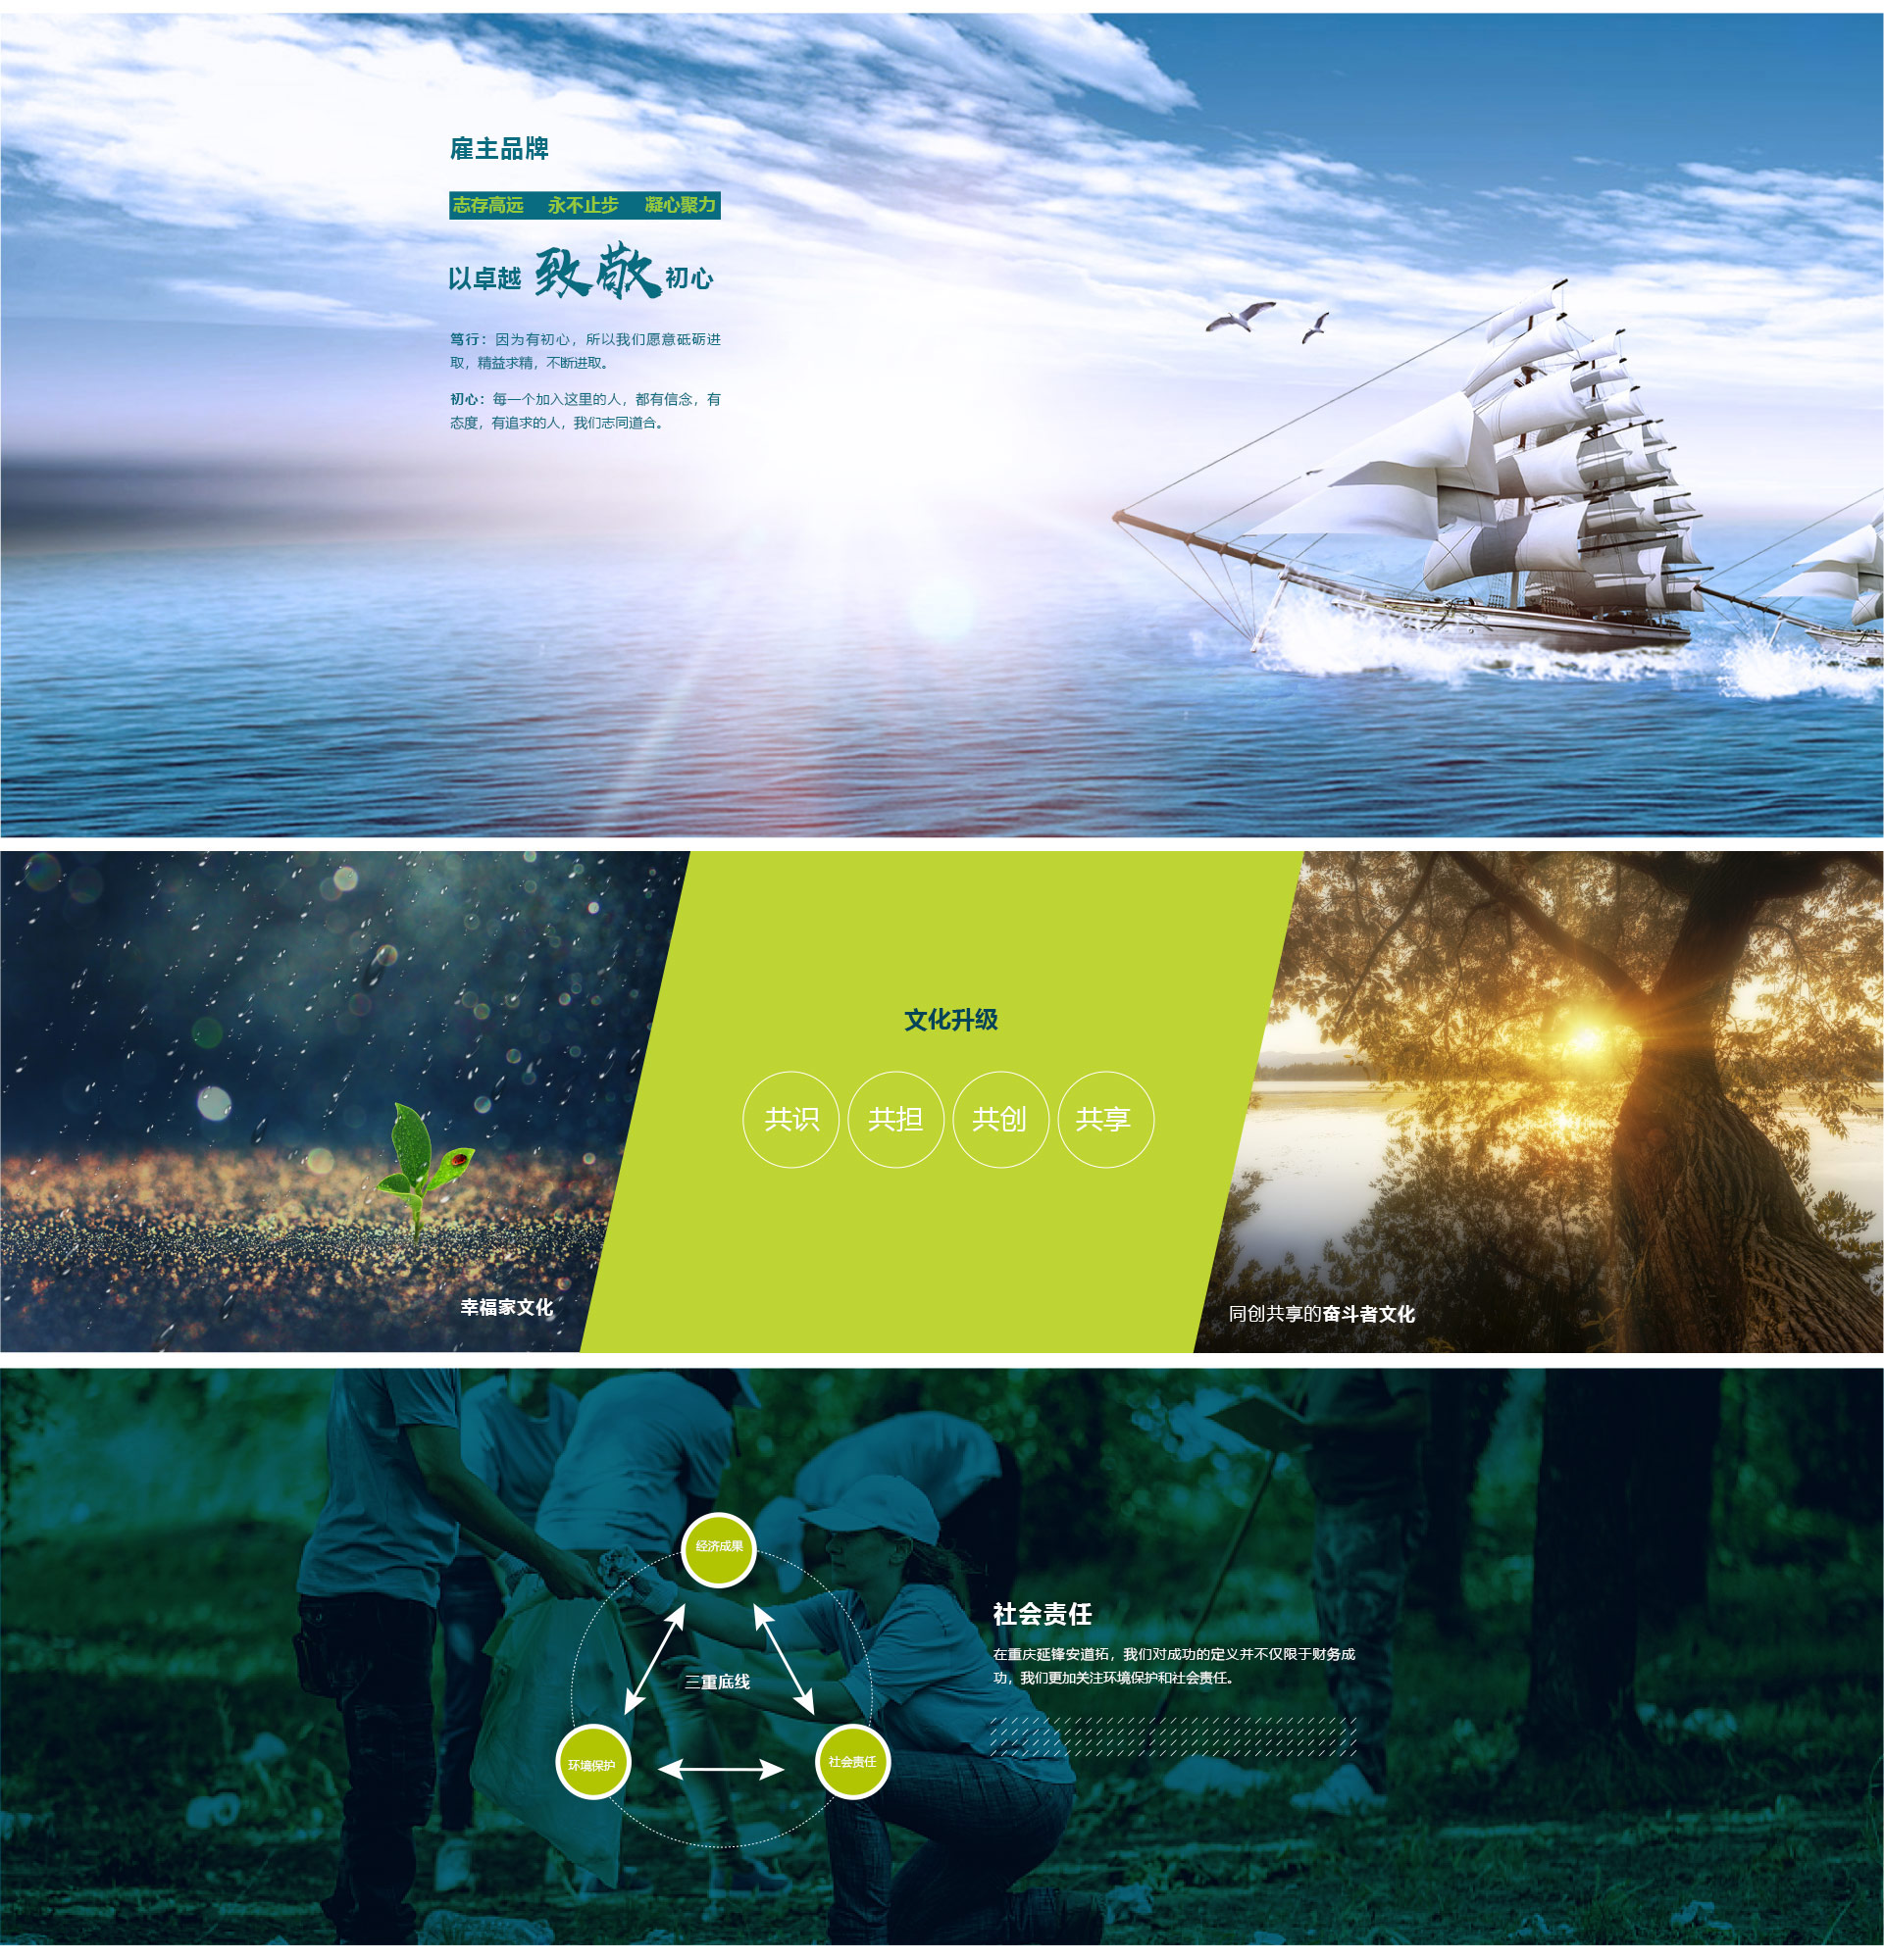 雇主品牌
志存高远 永不止步 凝心聚力
以卓越 致敬 初心
笃行：因为有初心，所以我们愿意砥砺进
取，精益求精，不断进取。
初心：每一个加入这里的人，都有信念，有
态度，有追求的人，我们志同道合。
文化升级
共识 共担 共创 共享
幸福家文化
同创共享的奋斗者文化
经济成果
三重底线
环境保护
社会责任
社会责任
在重庆延锋安道拓，我们对成功的定义并不仅限于财务成
功，我们更加关注环境保护和社会责任。